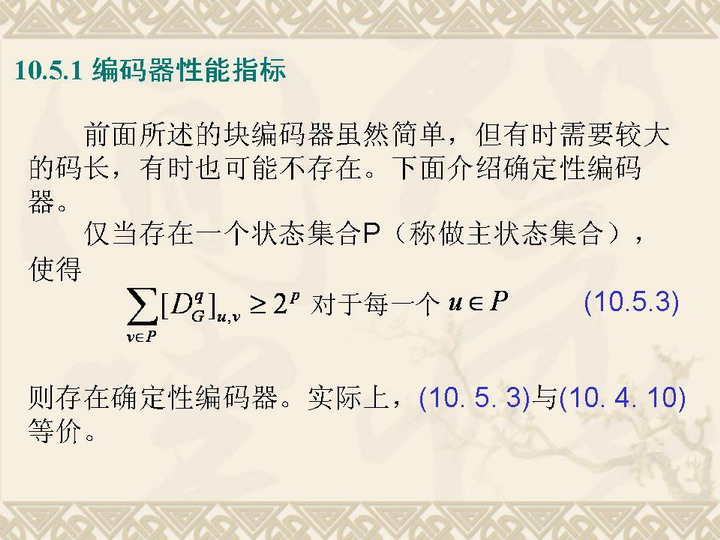 10.5.1 编码器性能指标
前面所述的块编码器虽然简单，但有时需要较大
的码长，有时也可能不存在。下面介绍确定性编码
器。
仅当存在一个状态集合P（称做主状态集合），
使得
∑_{v∈P} [D_G^q]_{u,v} ≥ 2^p 对于每一个 u∈P (10.5.3)
则存在确定性编码器。实际上，(10. 5. 3)与(10. 4. 10)
等价。